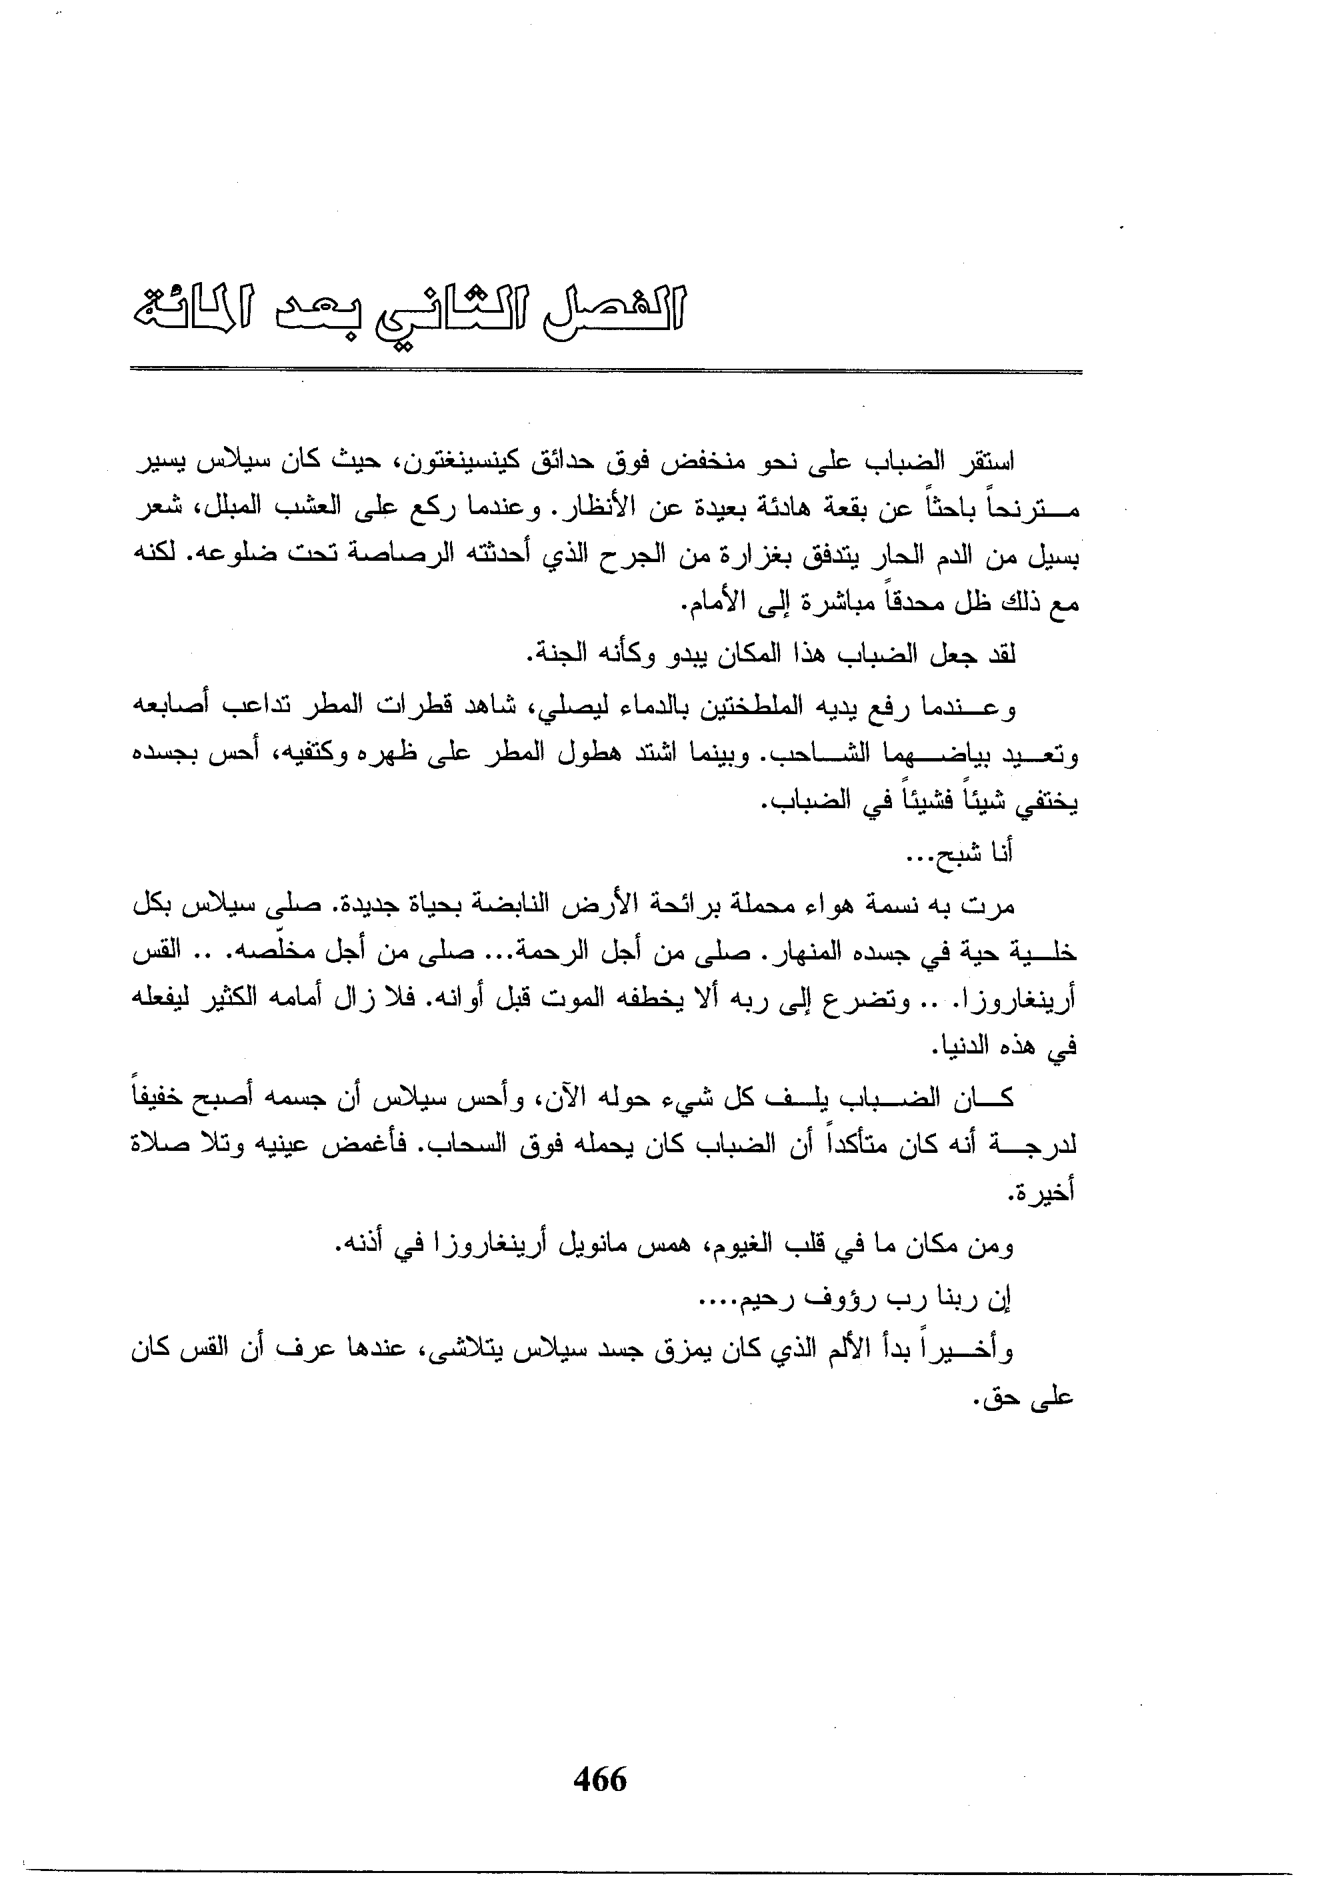 الفصل الثاني بعد المائة
استقر الضباب على نحو منخفض فوق حدائق كينسينغتون، حيث كان سيلاس يسير
مترنحاً باحثاً عن بقعة هادئة بعيدة عن الأنظار. وعندما ركع على العشب المبلل، شعر
بسيل من الدم الحار يتدفق بغزارة من الجرح الذي أحدثته الرصاصة تحت ضلوعه. لكنه
مع ذلك ظل محدقاً مباشرة إلى الأمام.
لقد جعل الضباب هذا المكان يبدو وكأنه الجنة.
وعندما رفع يديه الملطختين بالدماء ليصلي، شاهد قطرات المطر تداعب أصابعه
وتعيد بياضهما الشاحب. وبينما اشتد هطول المطر على ظهره وكتفيه، أحس بجسده
يختفي شيئاً فشيئاً في الضباب.
أنا شبح...
مرت به نسمة هواء محملة برائحة الأرض النابضة بحياة جديدة. صلى سيلاس بكل
خلية حية في جسده المنهار. صلى من أجل الرحمة... صلى من أجل مخلّصه. .. القس
أرينغاروزا. .. وتضرع إلى ربه ألا يخطفه الموت قبل أوانه. فلا زال أمامه الكثير ليفعله
في هذه الدنيا.
كان الضباب يلف كل شيء حوله الآن، وأحس سيلاس أن جسمه أصبح خفيفاً
لدرجة أنه كان متأكداً أن الضباب كان يحمله فوق السحاب. فأغمض عينيه وتلا صلاة
أخيرة.
ومن مكان ما في قلب الغيوم، همس مانويل أرينغاروزا في أذنه.
إن ربنا رب رؤوف رحيم....
وأخيراً بدأ الألم الذي كان يمزق جسد سيلاس يتلاشى، عندها عرف أن القس كان
على حق.
466